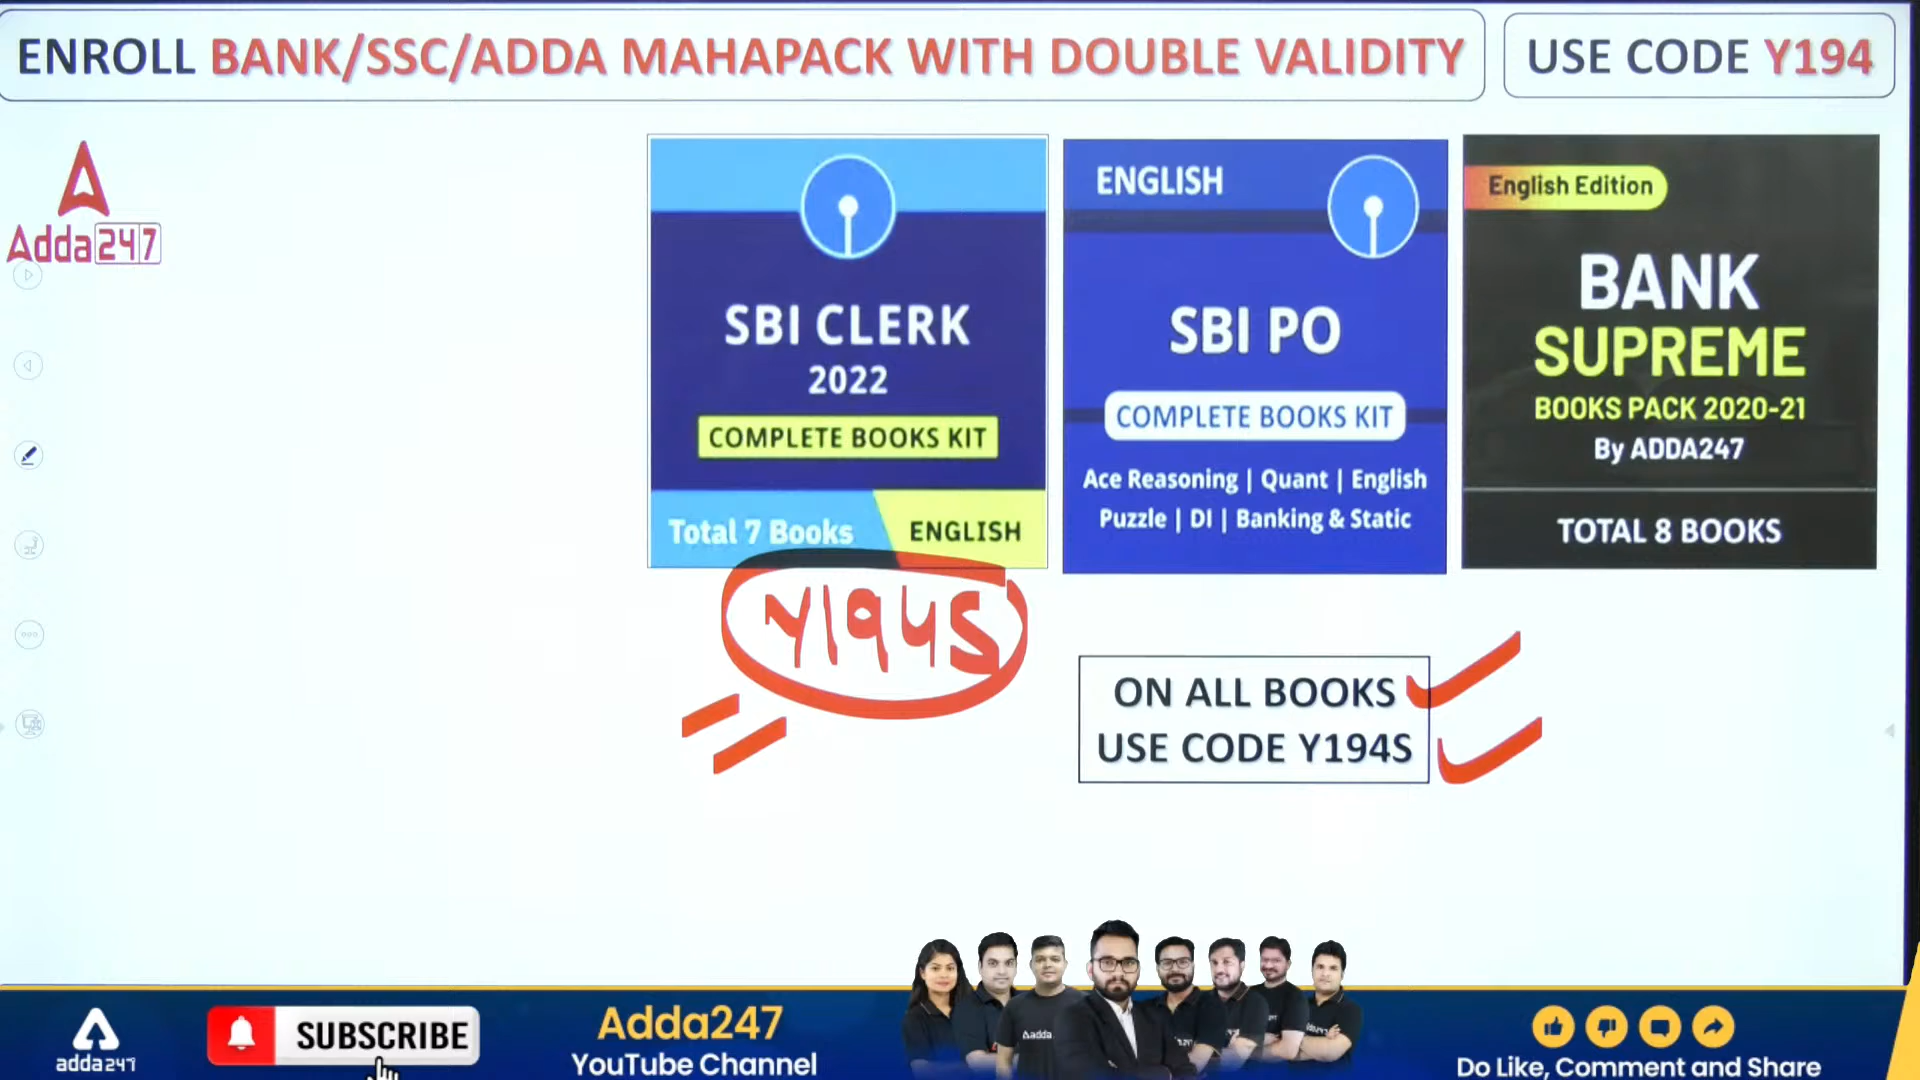 ENROLL BANK/SSC/ADDA MAHAPACK WITH DOUBLE VALIDITY
USE CODE Y194
Adda247
SBI CLERK
2022
COMPLETE BOOKS KIT
Total 7 Books
ENGLISH
ENGLISH
SBI PO
COMPLETE BOOKS KIT
Ace Reasoning | Quant | English
Puzzle | DI | Banking & Static
English Edition
BANK
SUPREME
BOOKS PACK 2020-21
By ADDA247
TOTAL 8 BOOKS
Y194S
ON ALL BOOKS
USE CODE Y194S
adda247
SUBSCRIBE
Adda247
YouTube Channel
adda
Do Like, Comment and Share